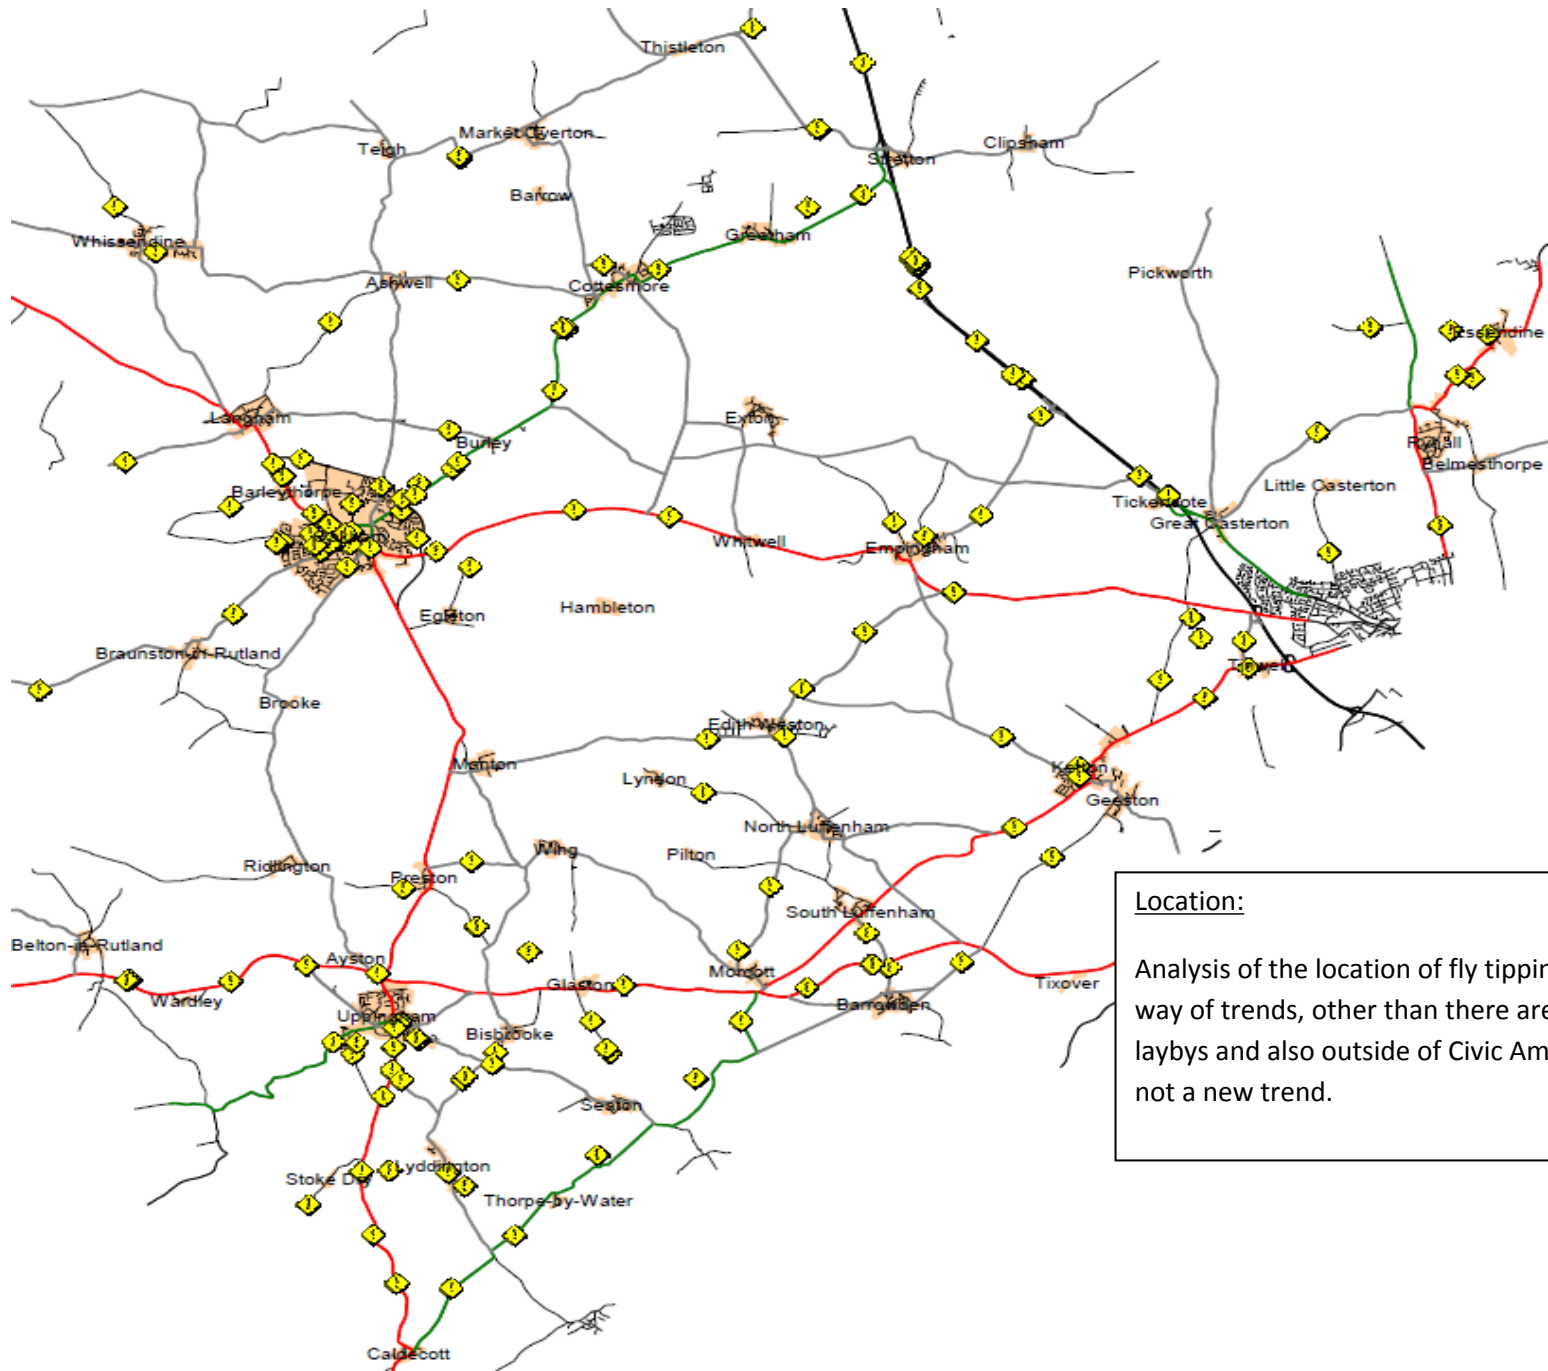 Thistleton
Market Overton
Teigh
Clipsham
Stretton
Barrow
Whissendine
Greetham
Ashwell
Cottesmore
Pickworth
Essendine
Langham
Exton
Burley
Ryhall
Belmesthorpe
Barleythorpe
Little Casterton
Tickencote
Great Casterton
Oakham
Whitwell
Empingham
Hambleton
Egleton
Braunston-in-Rutland
Tinwell
Brooke
Edith Weston
Manton
Lyndon
Ketton
Geeston
North Luffenham
Wing
Pilton
Ridlington
Preston
South Luffenham
Belton-in-Rutland
Ayston
Morcott
Glaston
Tixover
Wardley
Barrowden
Uppingham
Bisbrooke
Seaton
Lyddington
Stoke Dry
Thorpe-by-Water
Caldecott
Location:
Analysis of the location of fly tippin
way of trends, other than there are
laybys and also outside of Civic Am
not a new trend.